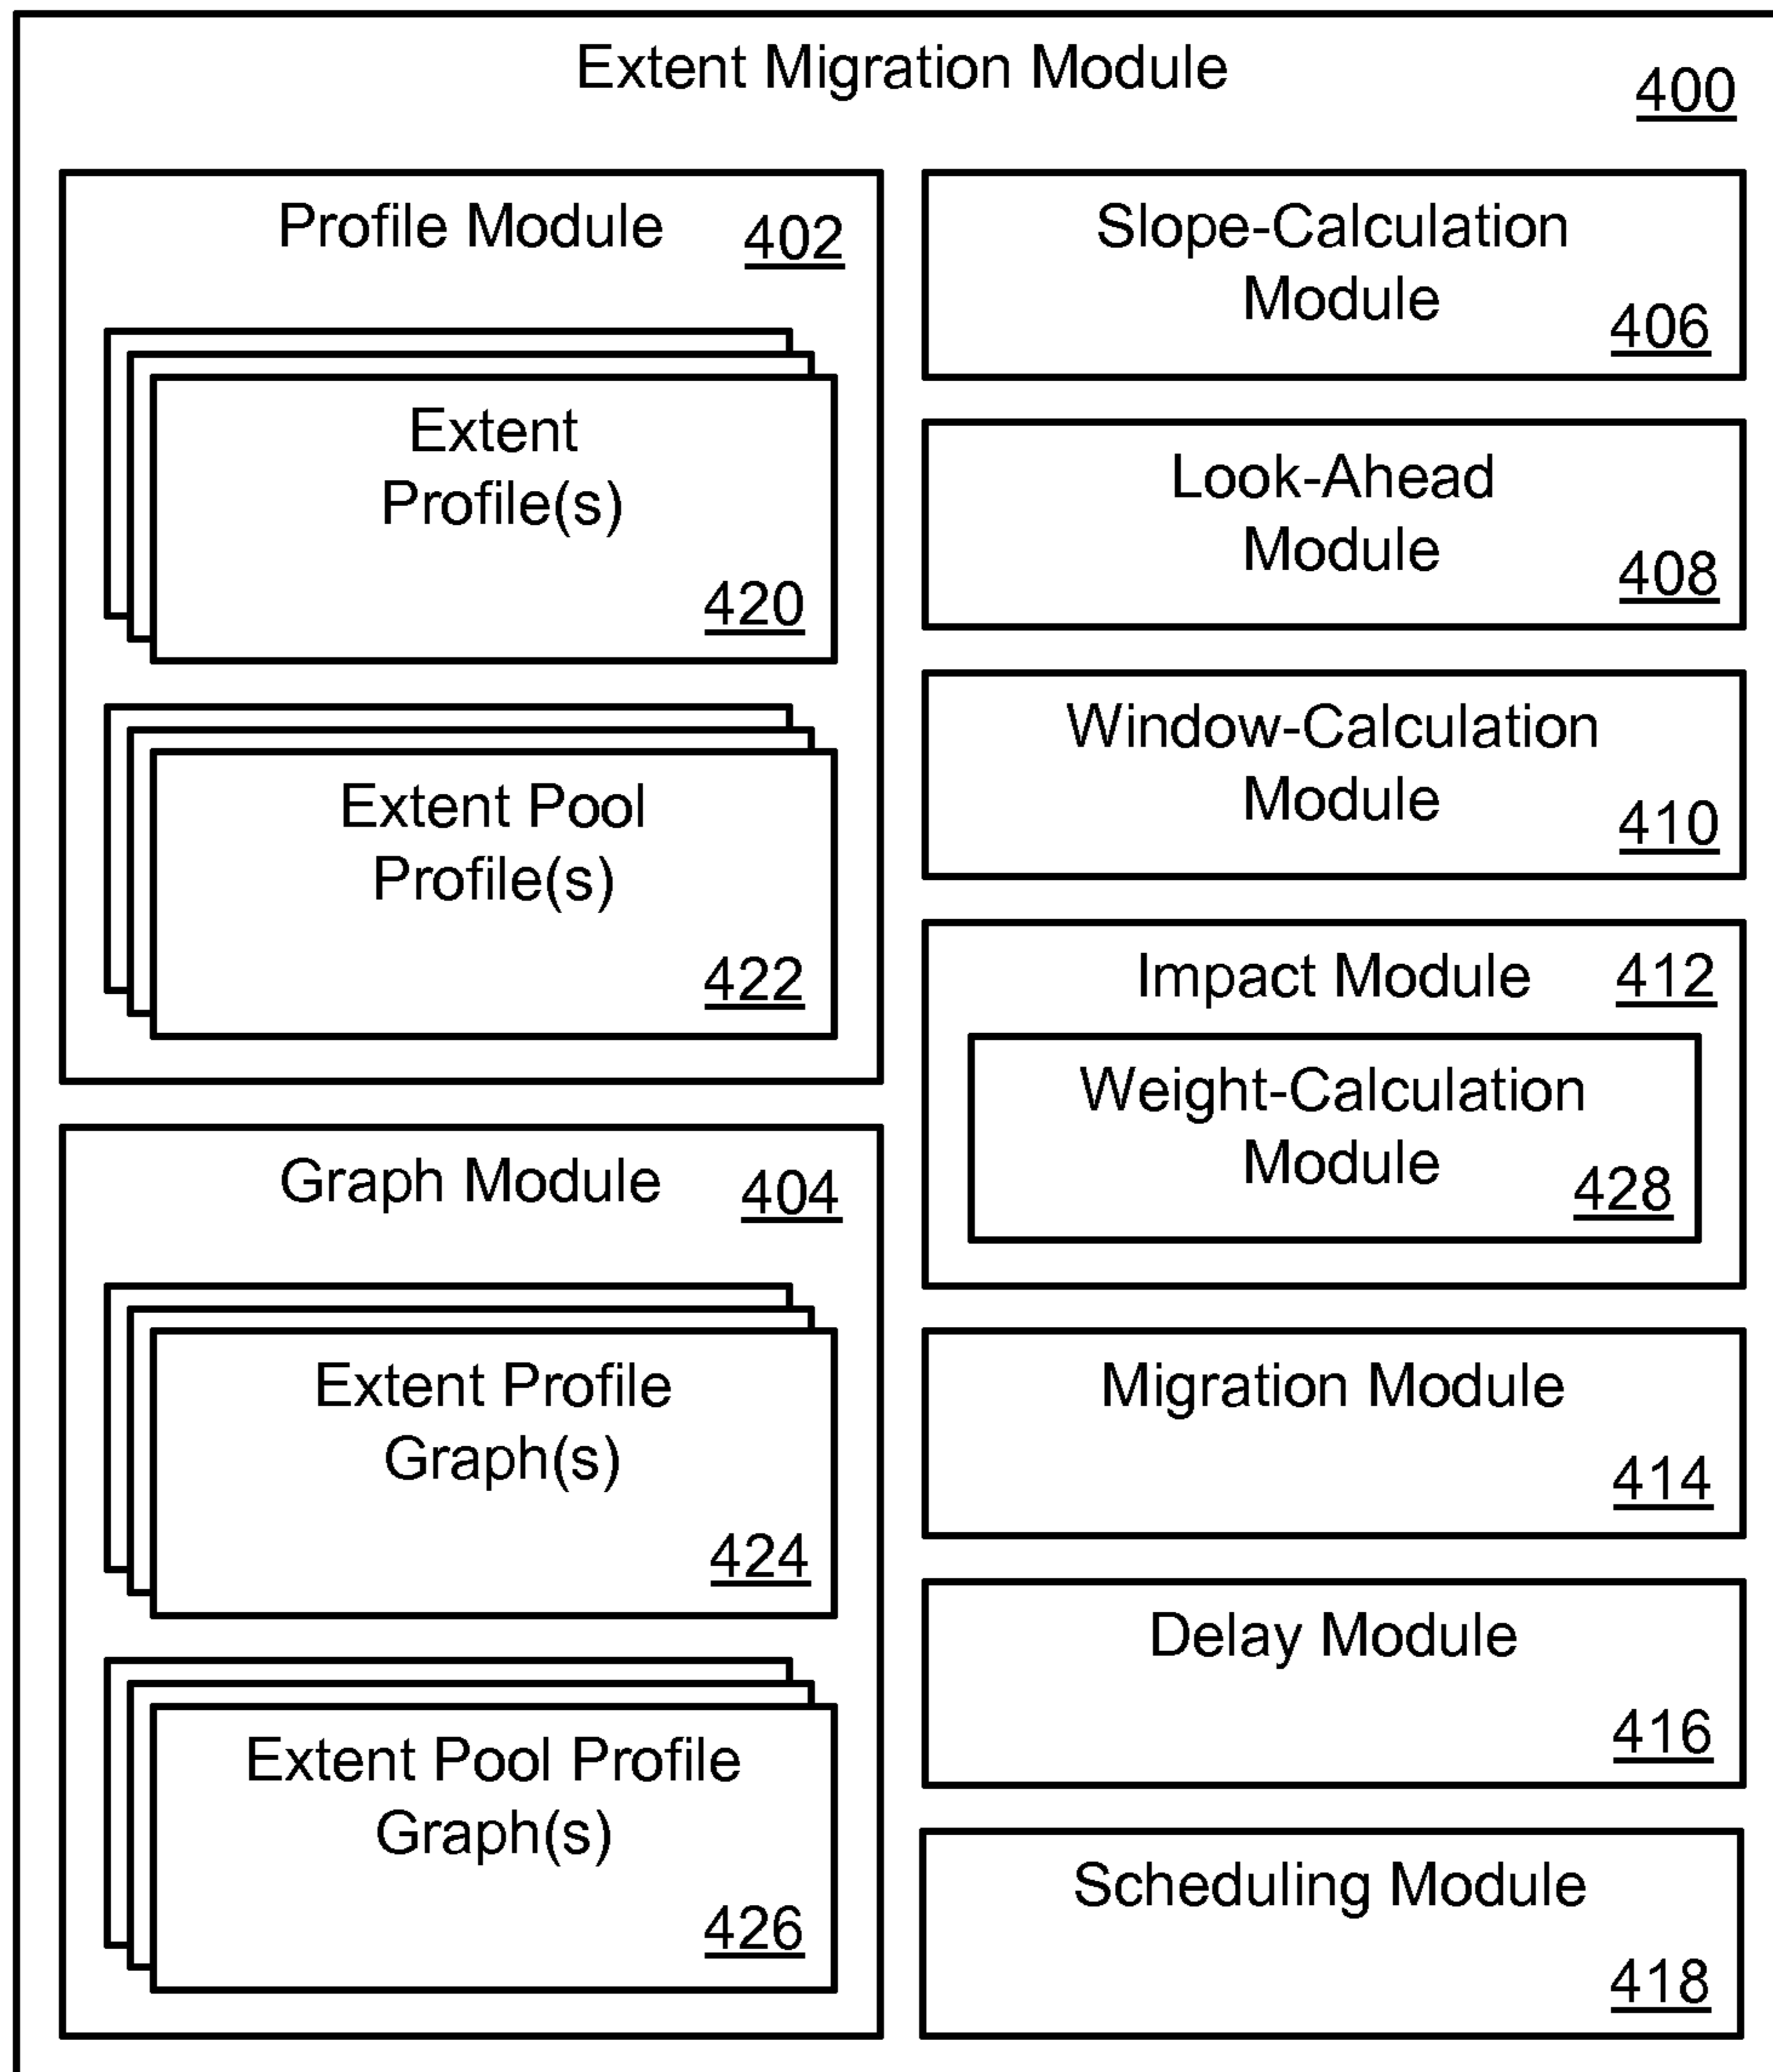 Extent Migration Module
400
Profile Module
402
Extent
Profile(s)
420
Extent Pool
Profile(s)
422
Graph Module
404
Extent Profile
Graph(s)
424
Extent Pool Profile
Graph(s)
426
Slope-Calculation
Module
406
Look-Ahead
Module
408
Window-Calculation
Module
410
Impact Module
412
Weight-Calculation
Module
428
Migration Module
414
Delay Module
416
Scheduling Module
418